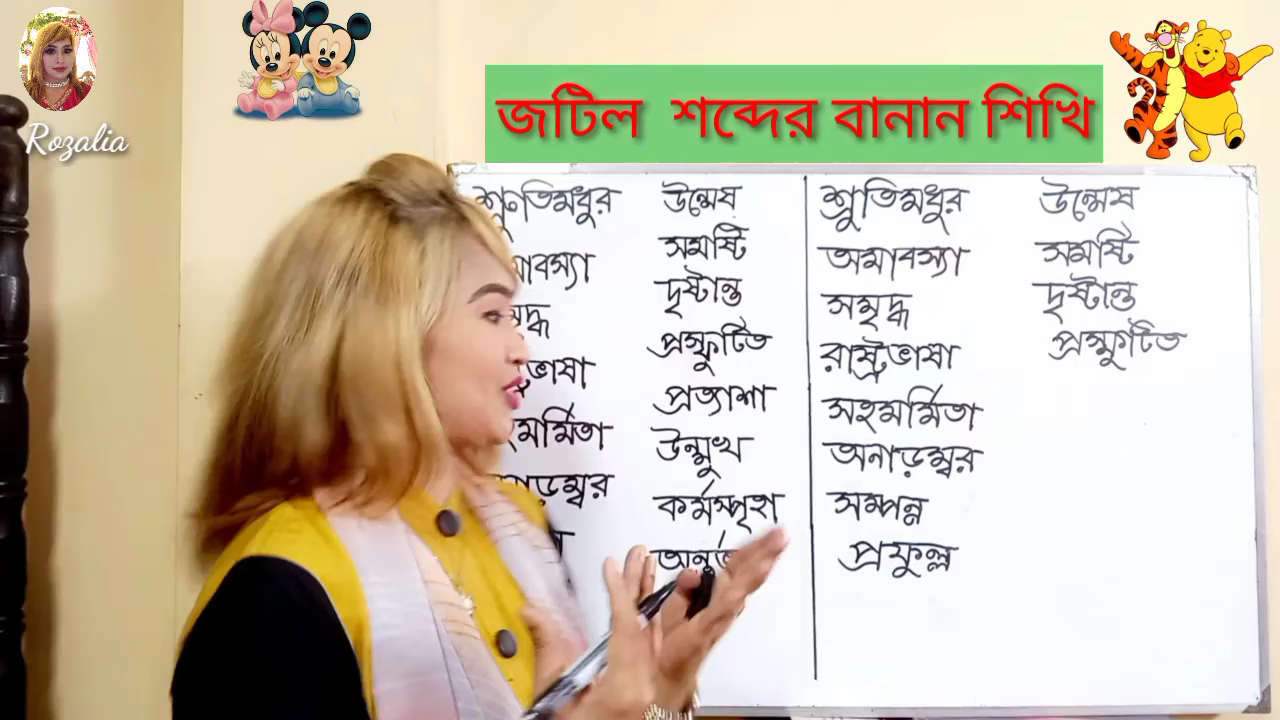 Rozalia
জটিল শব্দের বানান শিখি
শ্রুতিমধুর উন্মেষ শ্রুতিমধুর উন্মেষ
সমষ্টি অমাবস্যা সমষ্টি
দৃষ্টান্ত সমৃদ্ধ দৃষ্টান্ত
প্রস্ফুটিত রাষ্ট্রভাষা প্রস্ফুটিত
প্রত্যাশা সহমর্মিতা
উন্মুখ অনাড়ম্বর
কর্মস্পৃহা সম্পন্ন
প্রফুল্ল